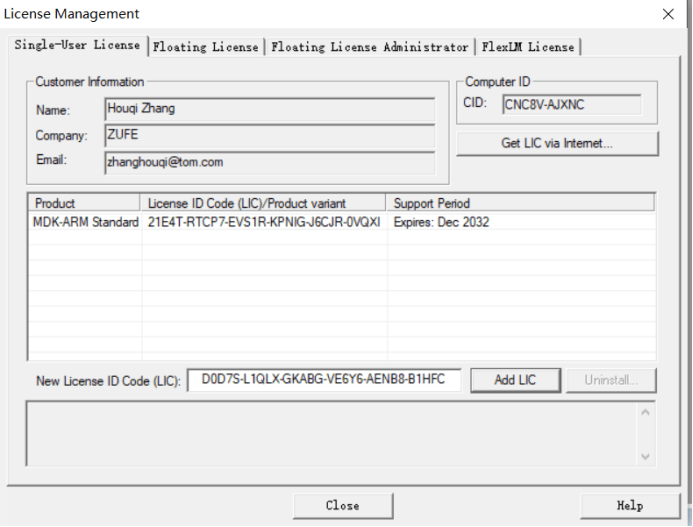 License Management
Single-User License Floating License Floating License Administrator FlexLM License
Customer Information
Name: Houqi Zhang
Company: ZUFE
Email: zhanghouqi@tom.com
Computer ID
CID: CNC8V-AJXNC
Get LIC via Internet...
Product License ID Code (LIC)/Product variant Support Period
MDK-ARM Standard 21E4T-RTCP7-EVS1R-KPNIG-J6CJR-0VQXI Expires: Dec 2032
New License ID Code (LIC): D0D7S-L1QLX-GKABG-VE6Y6-AENB8-B1HFC Add LIC Uninstall...
Close Help